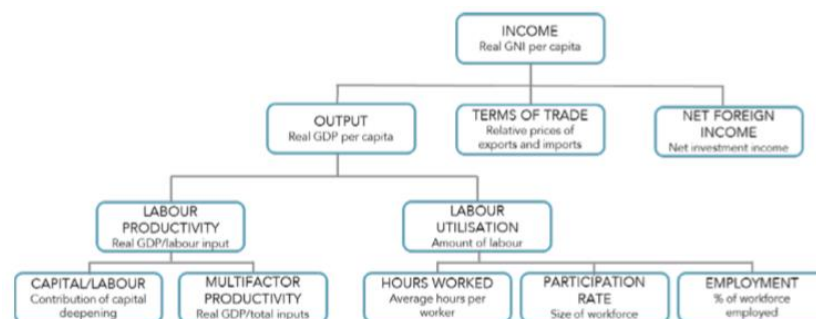 INCOME
Real GNI per capita
OUTPUT
Real GDP per capita
TERMS OF TRADE
Relative prices of
exports and imports
NET FOREIGN
INCOME
Net investment income
LABOUR
PRODUCTIVITY
Real GDP/labour input
LABOUR
UTILISATION
Amount of labour
CAPITAL/LABOUR
Contribution of capital
deepening
MULTIFACTOR
PRODUCTIVITY
Real GDP/total inputs
HOURS WORKED
Average hours per
worker
PARTICIPATION
RATE
Size of workforce
EMPLOYMENT
% of workforce
employed